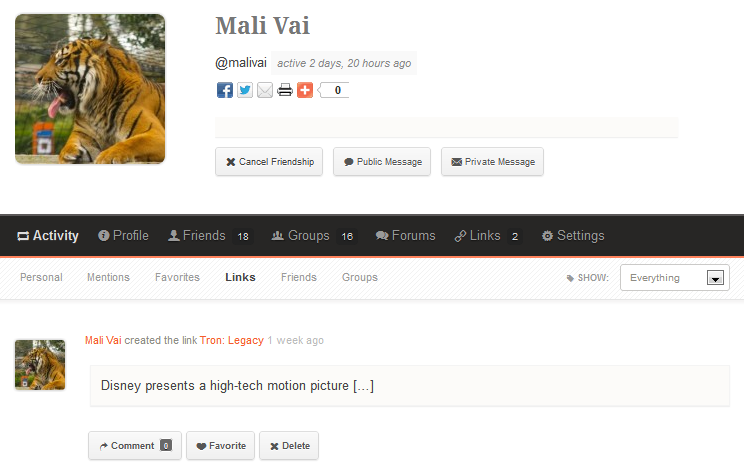 Mali Vai
@malivai active 2 days, 20 hours ago
0
Cancel Friendship Public Message Private Message
Activity Profile Friends 18 Groups 16 Forums Links 2 Settings
Personal Mentions Favorites Links Friends Groups SHOW: Everything
Mali Vai created the link Tron: Legacy 1 week ago
Disney presents a high-tech motion picture [...]
Comment 0 Favorite Delete